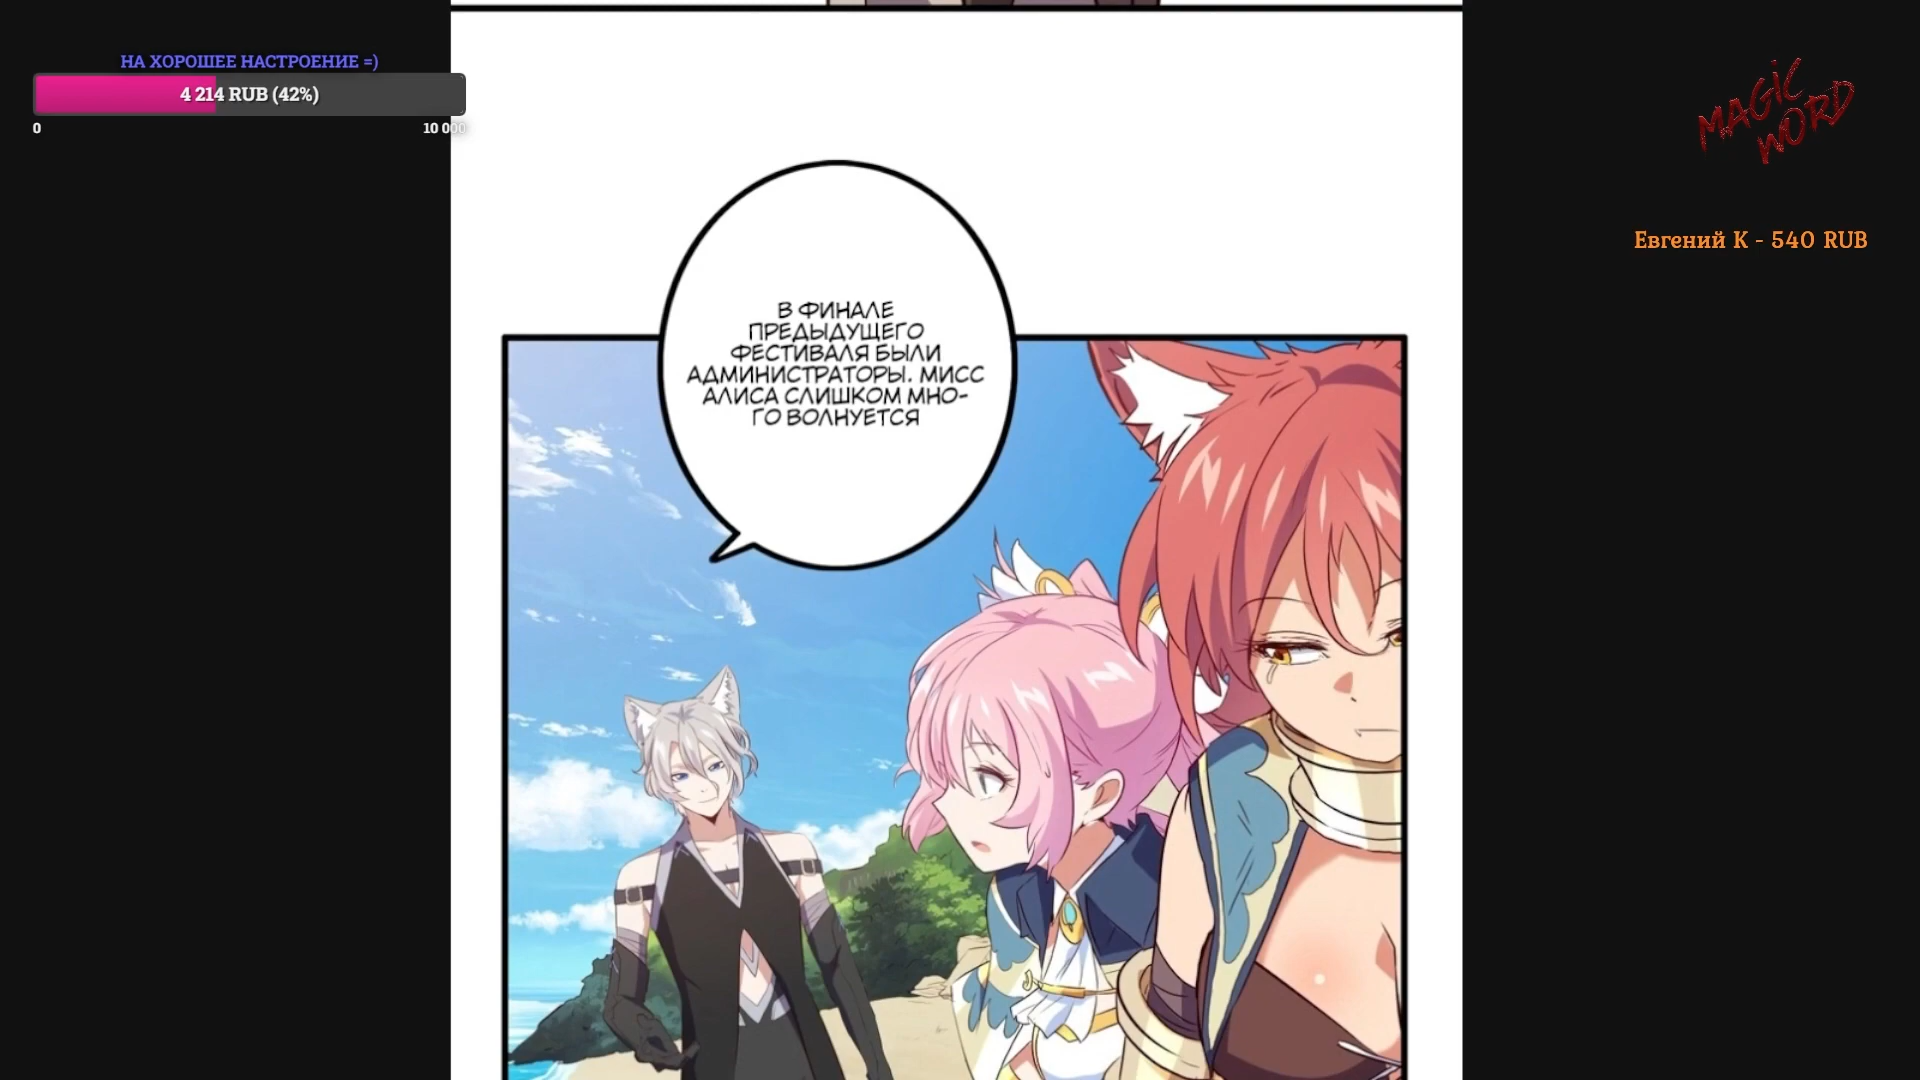 НА ХОРОШЕЕ НАСТРОЕНИЕ =)
4 214 RUB (42%)
0
10 000
MAGIC
WORD
Евгений К - 540 RUB
В ФИНАЛЕ
ПРЕДЫДУЩЕГО
ФЕСТИВАЛЯ БЫЛИ
АДМИНИСТРАТОРЫ. МИСС
АЛИСА СЛИШКОМ МНО-
ГО ВОЛНУЕТСЯ